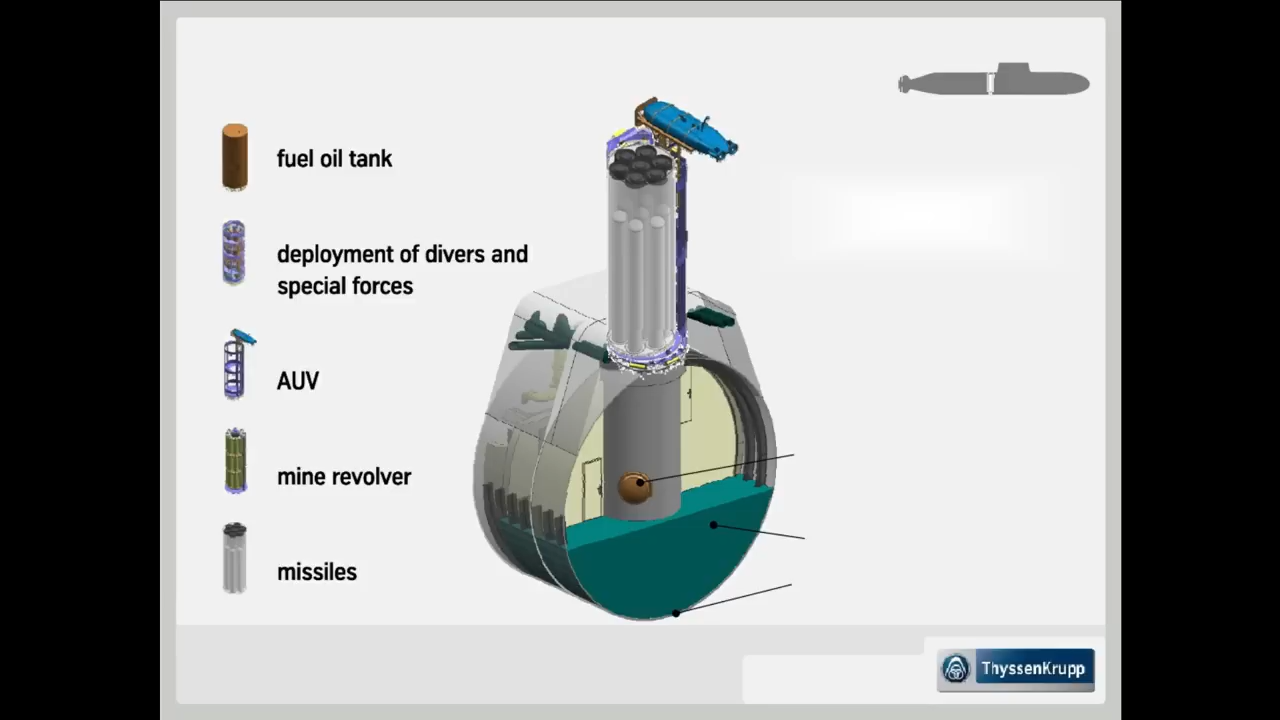 fuel oil tank
deployment of divers and
special forces
AUV
mine revolver
missiles
ThyssenKrupp